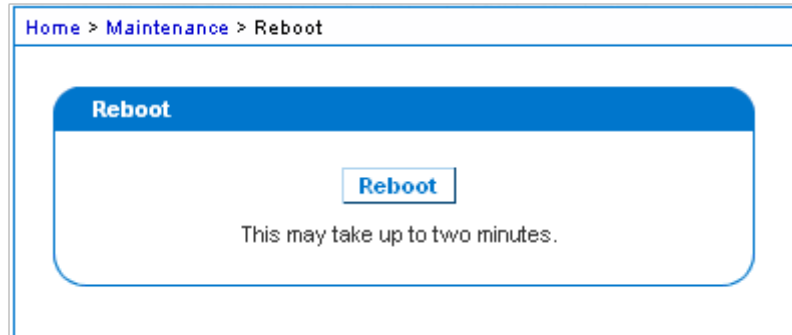 Home > Maintenance > Reboot
Reboot
Reboot
This may take up to two minutes.